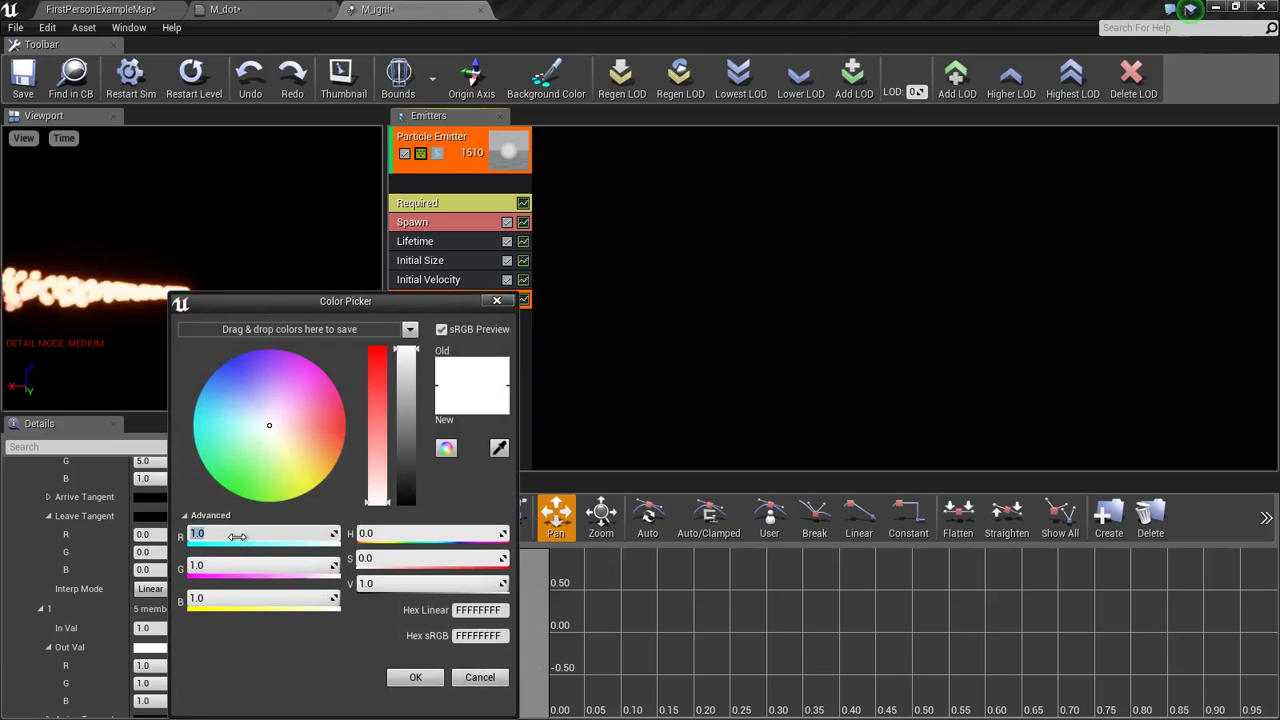 FirstPersonExampleMap*
M_dot*
M_igni*
File Edit Asset Window Help
Search For Help
Toolbar
Save
Find in CB
Restart Sim
Restart Level
Undo
Redo
Thumbnail
Bounds
Origin Axis
Background Color
Regen LOD
Regen LOD
Lowest LOD
Lower LOD
Add LOD
LOD: 0
Add LOD
Higher LOD
Highest LOD
Delete LOD
Viewport
View
Time
DETAIL MODE: MEDIUM
Z
X
Y
Emitters
Particle Emitter
1510
Required
Spawn
Lifetime
Initial Size
Initial Velocity
Color Picker
Drag & drop colors here to save
sRGB Preview
Old
New
Advanced
R 1.0
G 1.0
B 1.0
H 0.0
S 0.0
V 1.0
Hex Linear FFFFFFFF
Hex sRGB FFFFFFFF
OK
Cancel
Details
Search
G 5.0
B 1.0
Arrive Tangent
Leave Tangent
R 0.0
G 0.0
B 0.0
Interp Mode Linear
1 5 memb
In Val 1.0
Out Val
R 1.0
G 1.0
B 1.0
Pan
Zoom
Auto
Auto/Clamped
User
Break
Linear
Constant
Flatten
Straighten
Show All
Create
Delete
0.50
0.00
-0.50
0.00 0.05 0.10 0.15 0.20 0.25 0.30 0.35 0.40 0.45 0.50 0.55 0.60 0.65 0.70 0.75 0.80 0.85 0.90 0.95